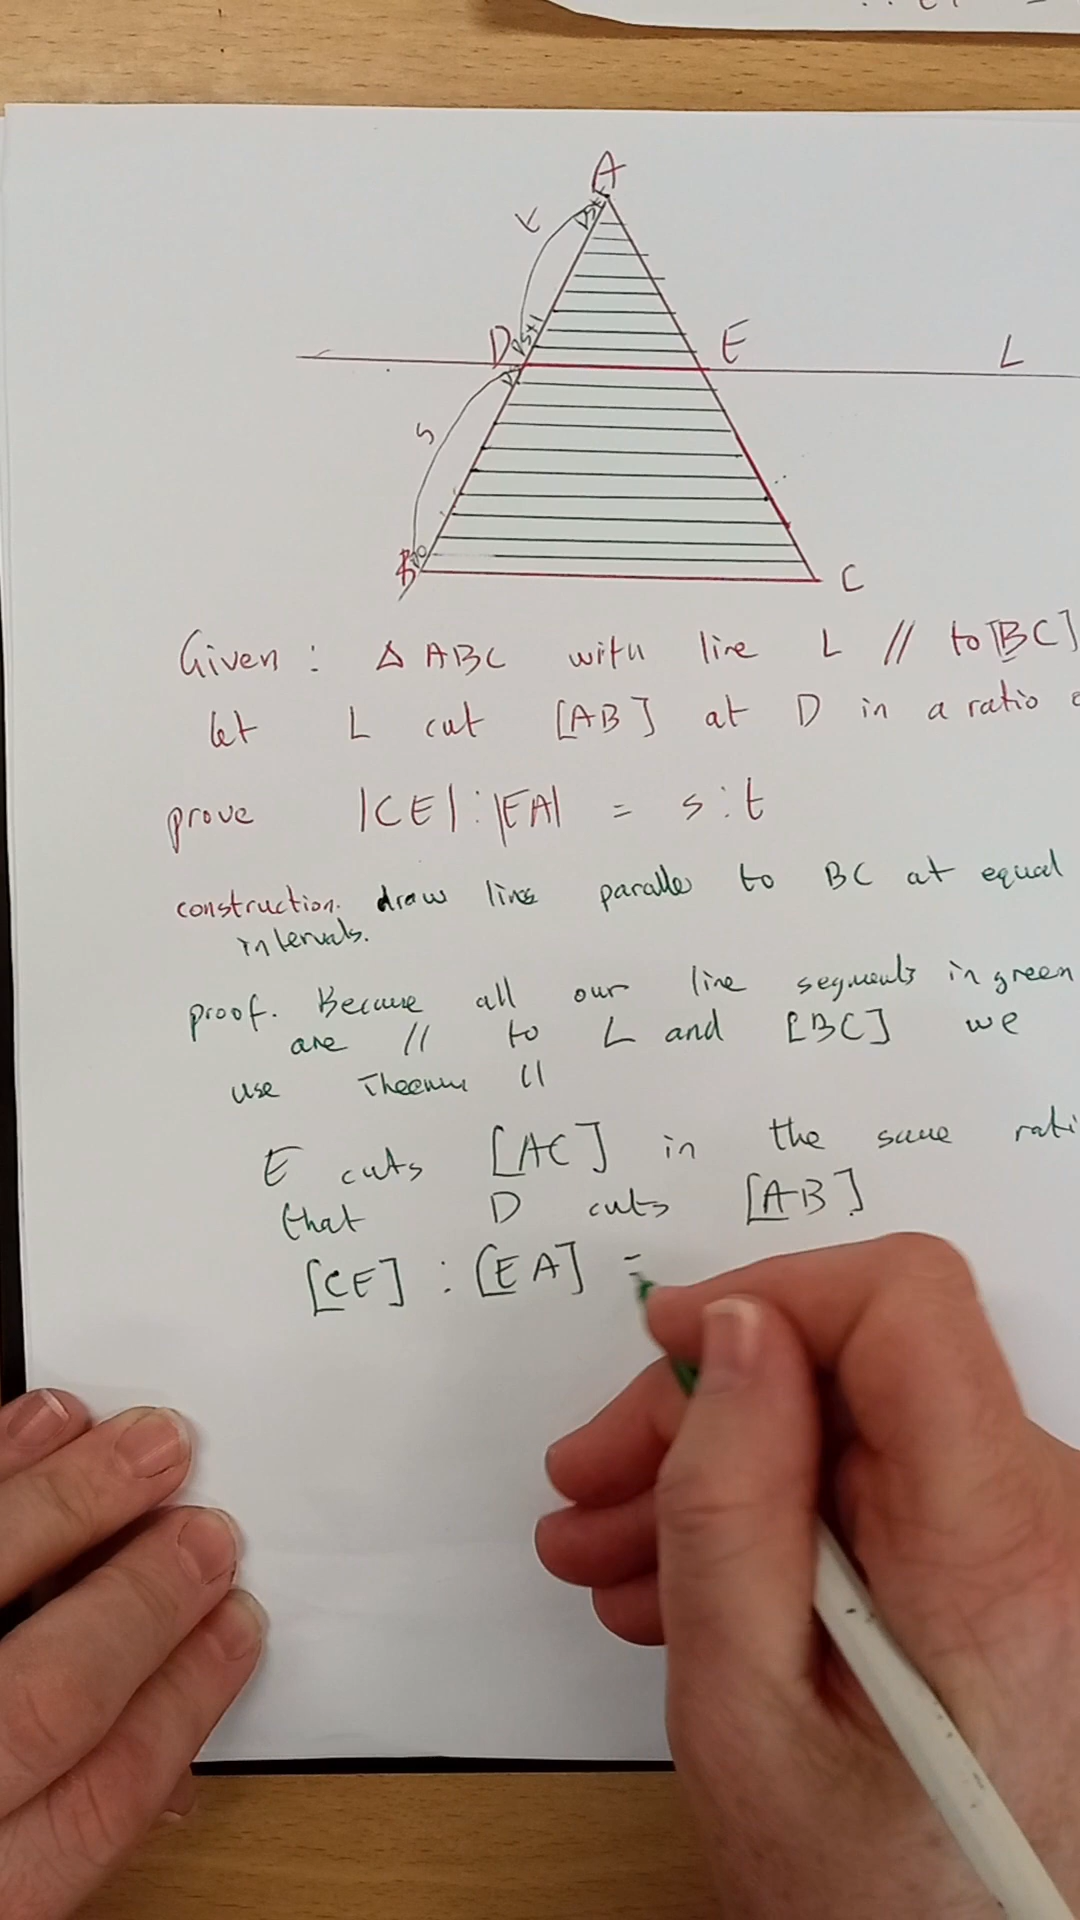 A
t
D
E
L
s
B
C
Given : Δ ABC with line L // to [BC]
let L cut [AB] at D in a ratio
prove |CE| : |EA| = s : t
construction. draw lines parallel to BC at equal
intervals.
proof. Because all our line segments in green
are // to L and [BC] we
use Theorem 11
E cuts [AC] in the same rati
that D cuts [AB]
[CE] : [EA] =